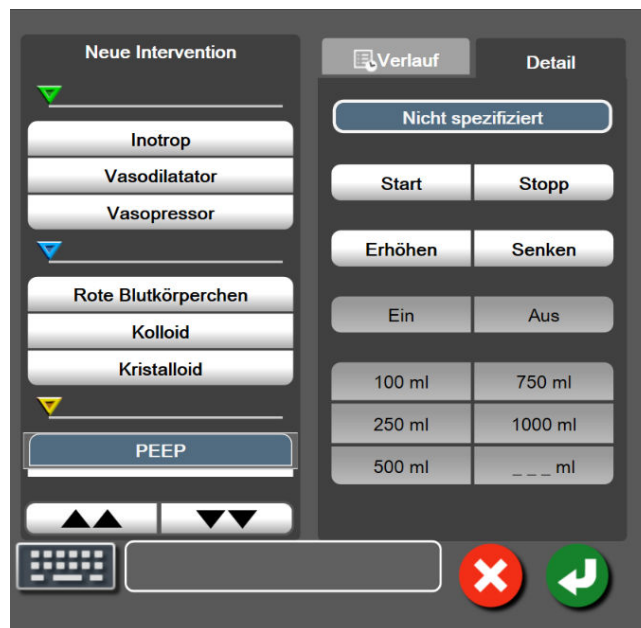 Neue Intervention
Inotrop
Vasodilatator
Vasopressor
Rote Blutkörperchen
Kolloid
Kristalloid
PEEP
Verlauf
Detail
Nicht spezifiziert
Start
Stopp
Erhöhen
Senken
Ein
Aus
100 ml
750 ml
250 ml
1000 ml
500 ml
_ _ _ ml